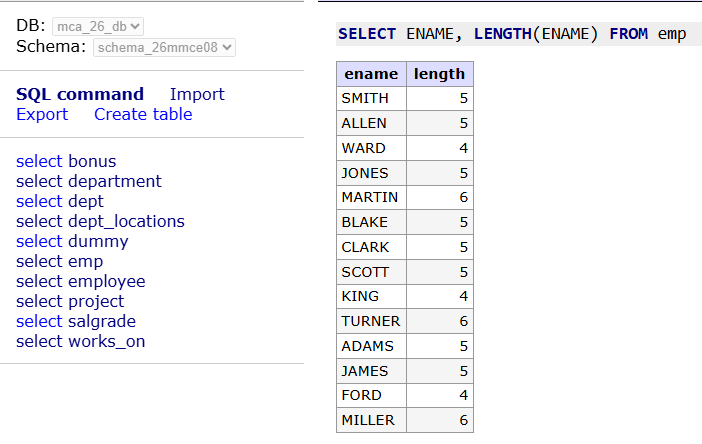 DB: mca_26_db
Schema: schema_26mmce08
SQL command Import
Export Create table
select bonus
select department
select dept
select dept_locations
select dummy
select emp
select employee
select project
select salgrade
select works_on
SELECT ENAME, LENGTH(ENAME) FROM emp
ename length
SMITH 5
ALLEN 5
WARD 4
JONES 5
MARTIN 6
BLAKE 5
CLARK 5
SCOTT 5
KING 4
TURNER 6
ADAMS 5
JAMES 5
FORD 4
MILLER 6